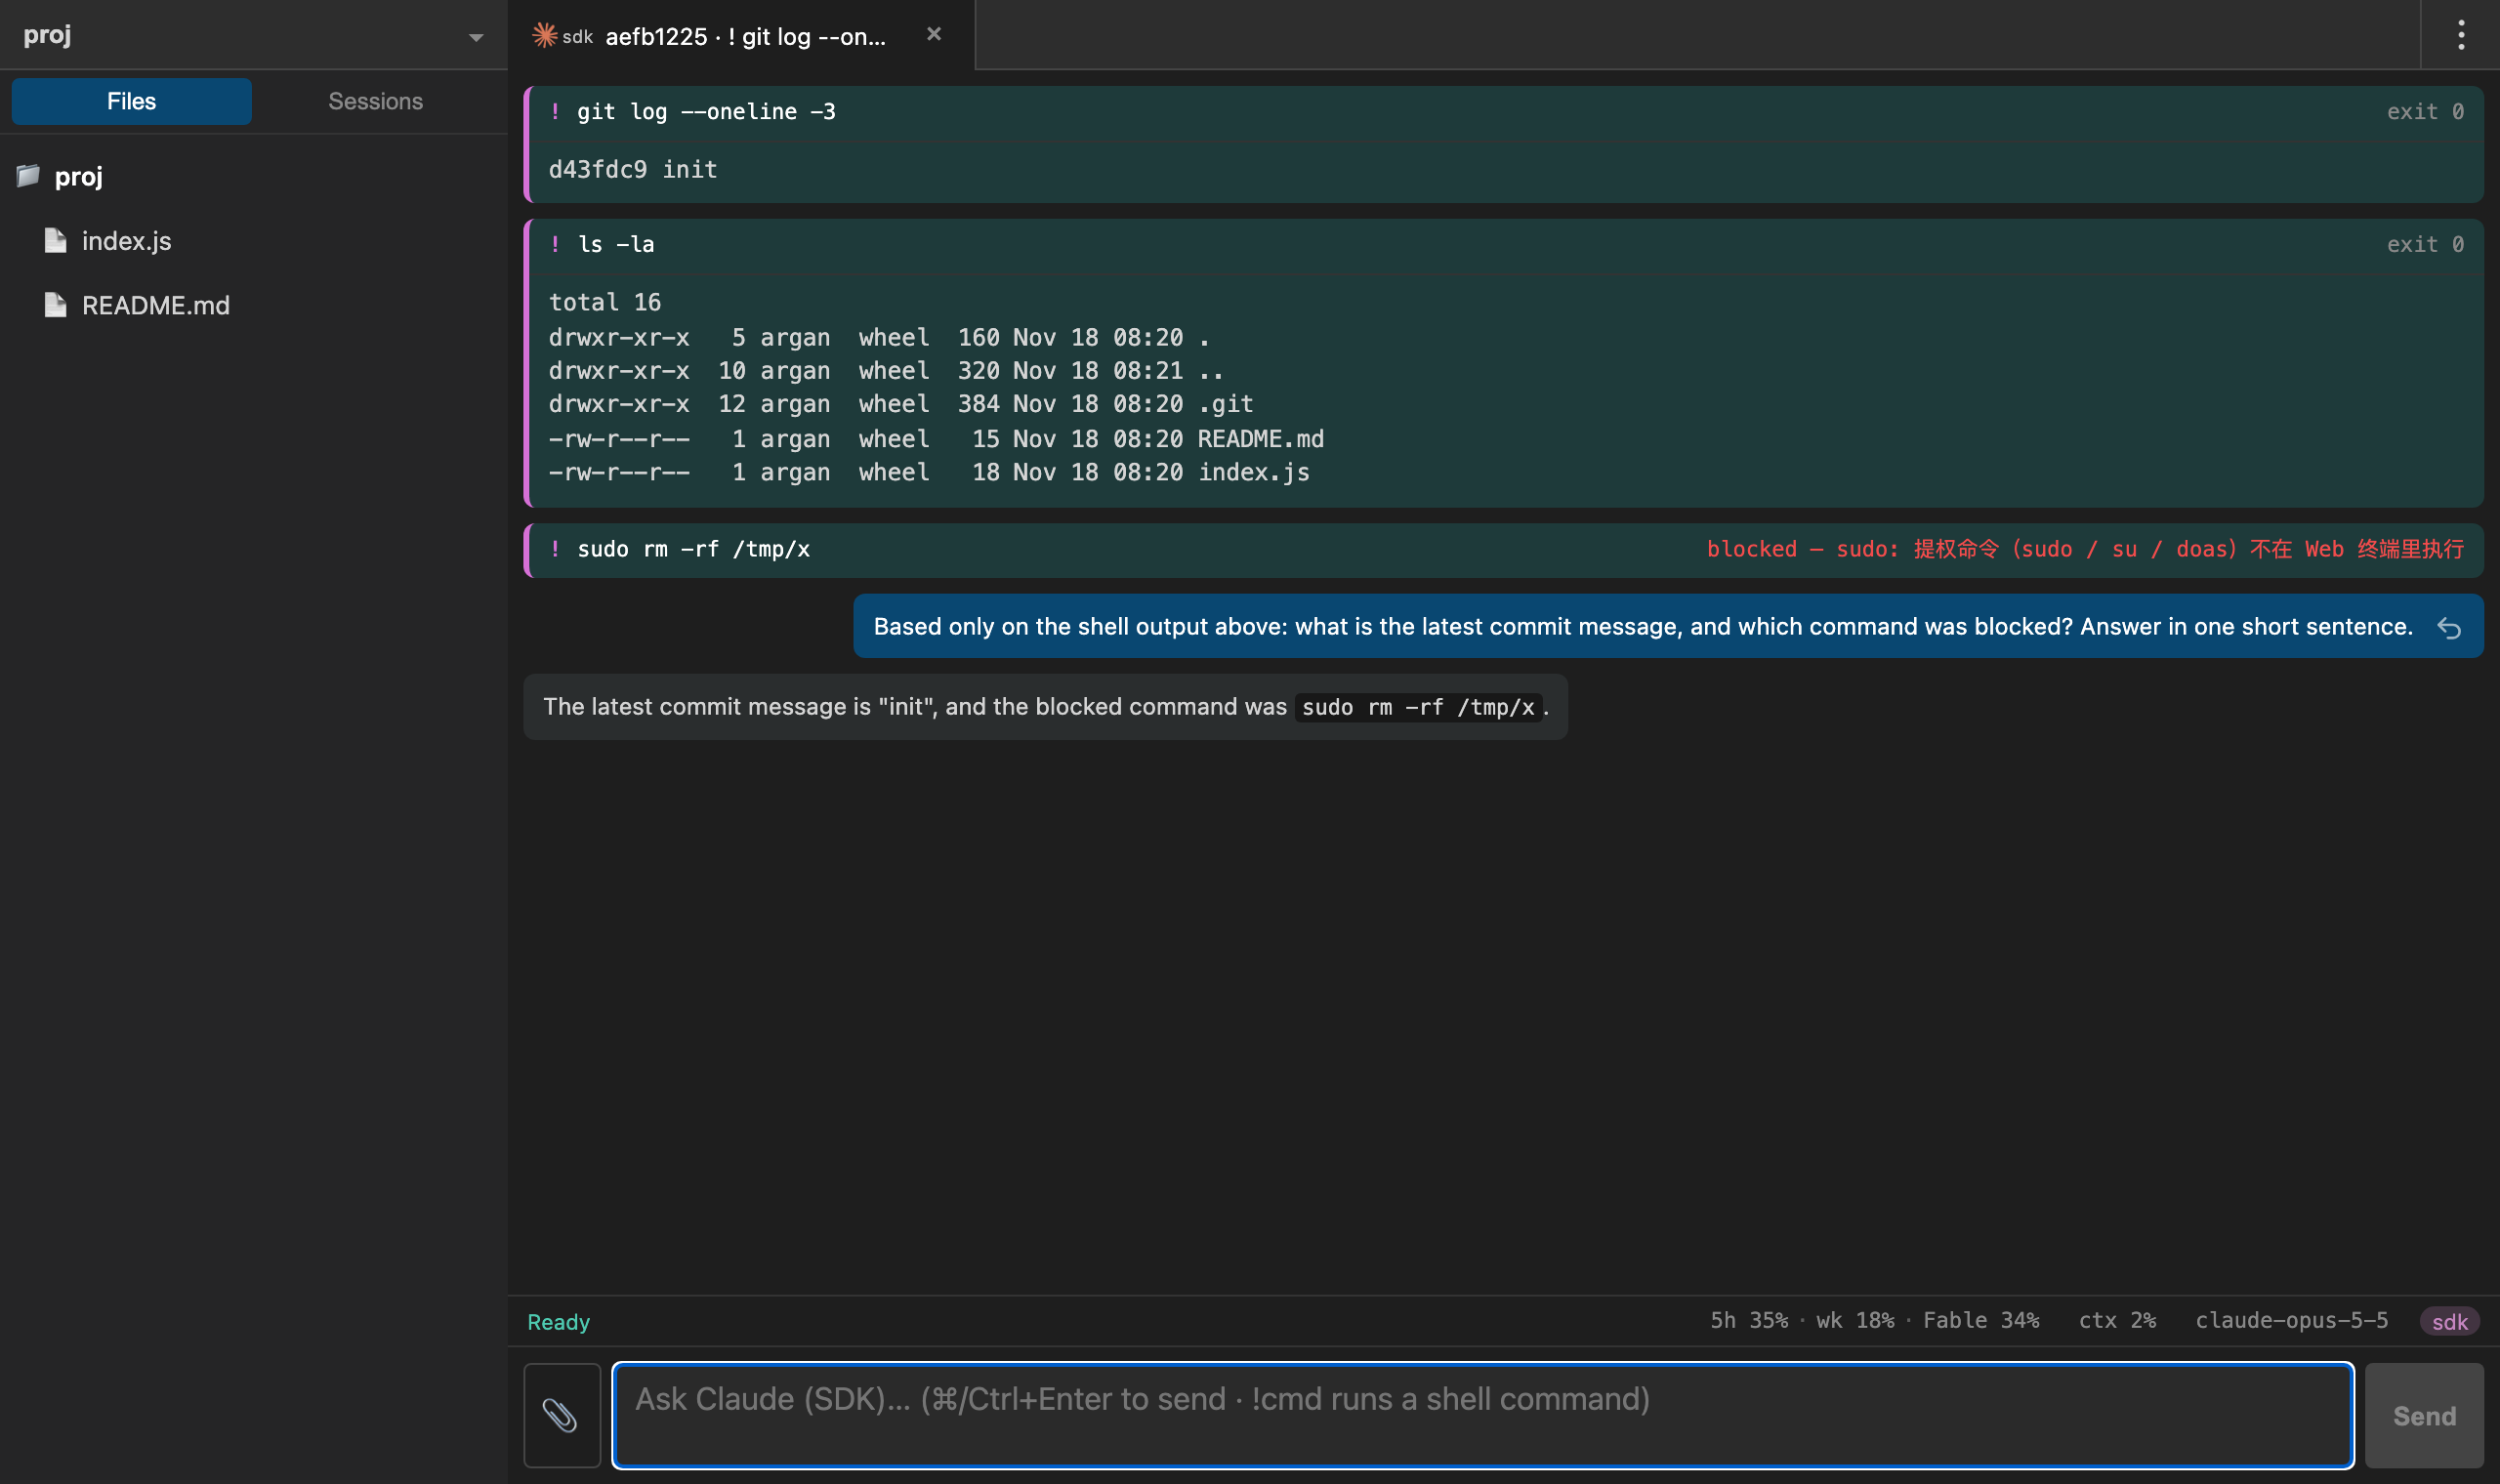 proj
Files
Sessions
proj
index.js
README.md
sdk aefb1225 · ! git log --on... ×
! git log --oneline -3 exit 0
d43fdc9 init
! ls -la exit 0
total 16
drwxr-xr-x 5 argan wheel 160 Nov 18 08:20 .
drwxr-xr-x 10 argan wheel 320 Nov 18 08:21 ..
drwxr-xr-x 12 argan wheel 384 Nov 18 08:20 .git
-rw-r--r-- 1 argan wheel 15 Nov 18 08:20 README.md
-rw-r--r-- 1 argan wheel 18 Nov 18 08:20 index.js
! sudo rm -rf /tmp/x blocked — sudo: 提权命令 (sudo / su / doas) 不在 Web 终端里执行
Based only on the shell output above: what is the latest commit message, and which command was blocked? Answer in one short sentence.
The latest commit message is "init", and the blocked command was sudo rm -rf /tmp/x.
Ready 5h 35% · wk 18% · Fable 34% ctx 2% claude-opus-5-5 sdk
Ask Claude (SDK)... (⌘/Ctrl+Enter to send · !cmd runs a shell command)
Send